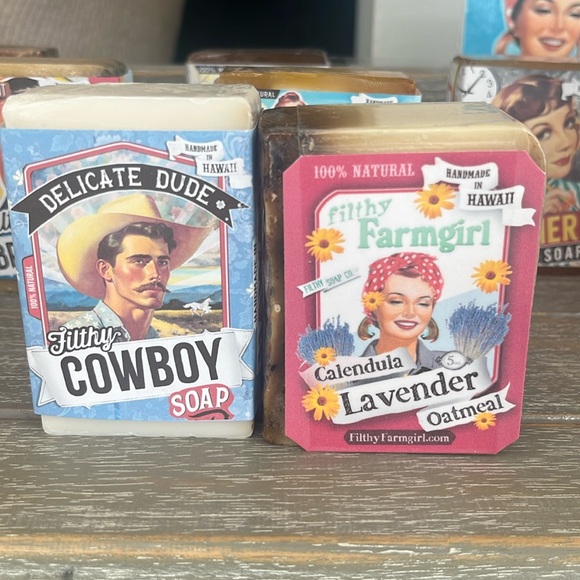 DELICATE DUDE
HANDMADE
IN
HAWAII
100% NATURAL
Filthy
COWBOY
SOAP
100% NATURAL
HANDMADE
IN
HAWAII
filthy
Farmgirl
FILTHY SOAP CO.
Calendula
Lavender
Oatmeal
FilthyFarmgirl.com
SOAP